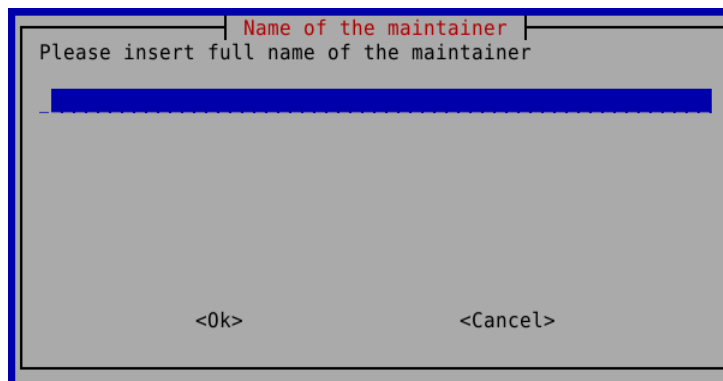 Name of the maintainer
Please insert full name of the maintainer
<Ok> <Cancel>